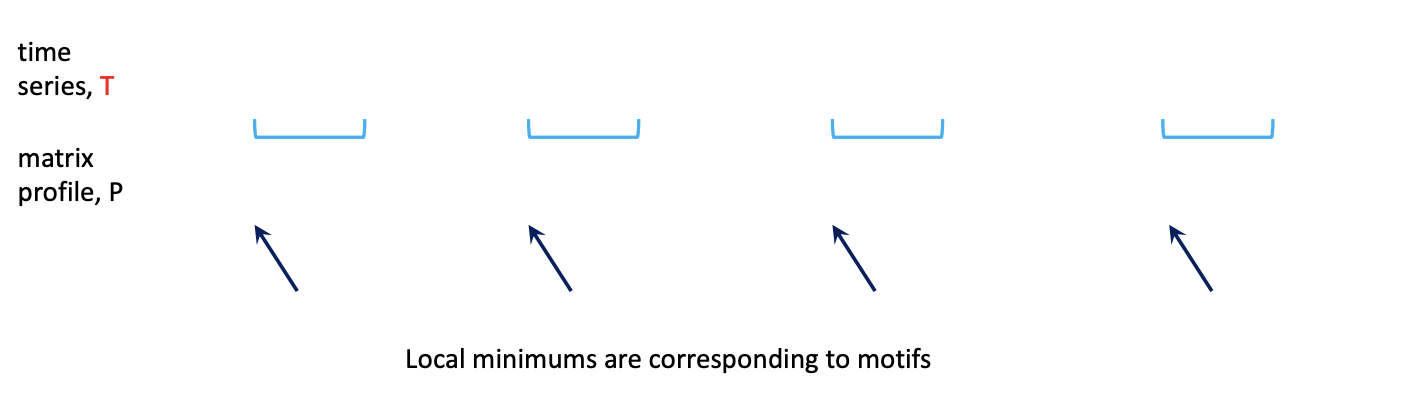 time
series, T
matrix
profile, P
Local minimums are corresponding to motifs